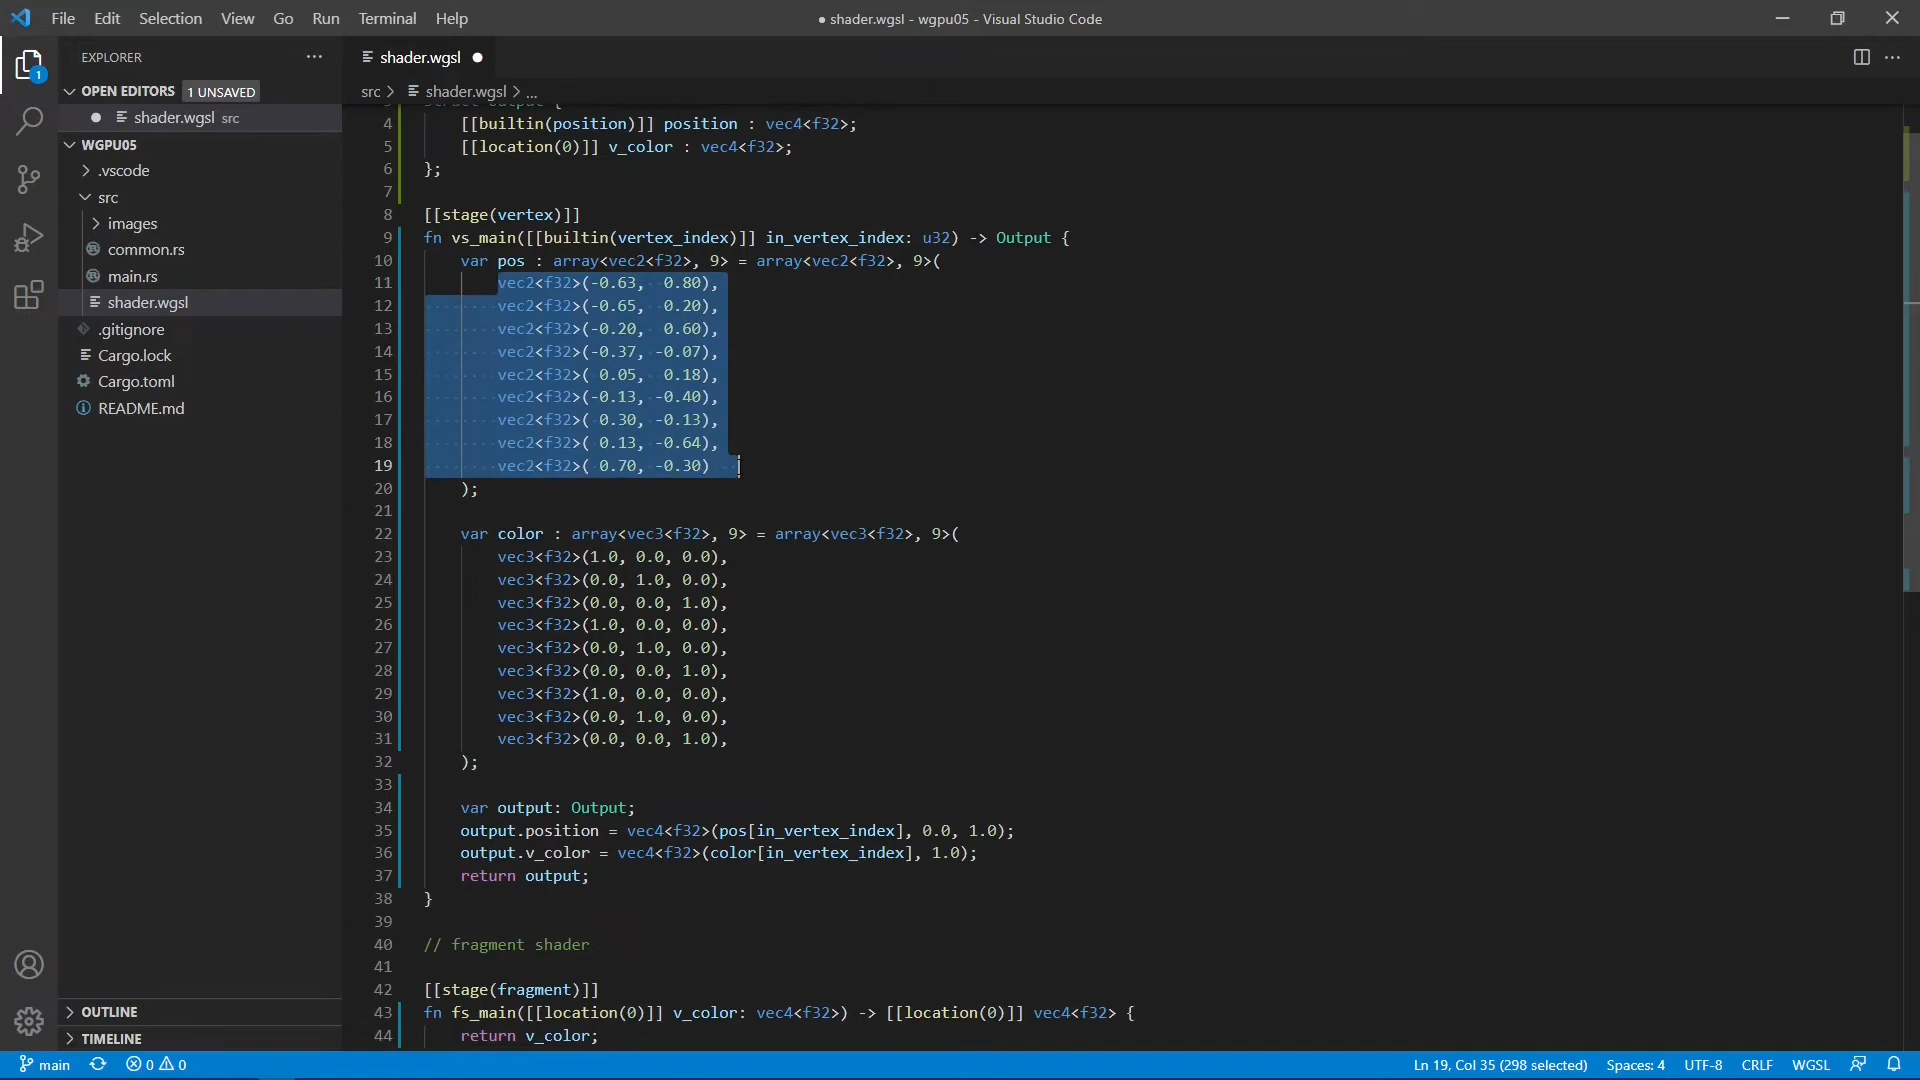 File Edit Selection View Go Run Terminal Help
● shader.wgsl - wgpu05 - Visual Studio Code
EXPLORER
OPEN EDITORS 1 UNSAVED
shader.wgsl src
WGPU05
.vscode
src
images
common.rs
main.rs
shader.wgsl
.gitignore
Cargo.lock
Cargo.toml
README.md
OUTLINE
TIMELINE
1
shader.wgsl
src > shader.wgsl > ...
struct Output {
4 [[builtin(position)]] position : vec4<f32>;
5 [[location(0)]] v_color : vec4<f32>;
6 };
7
8 [[stage(vertex)]]
9 fn vs_main([[builtin(vertex_index)]] in_vertex_index: u32) -> Output {
10 var pos : array<vec2<f32>, 9> = array<vec2<f32>, 9>(
11 vec2<f32>(-0.63,  0.80),
12 vec2<f32>(-0.65,  0.20),
13 vec2<f32>(-0.20,  0.60),
14 vec2<f32>(-0.37, -0.07),
15 vec2<f32>( 0.05,  0.18),
16 vec2<f32>(-0.13, -0.40),
17 vec2<f32>( 0.30, -0.13),
18 vec2<f32>( 0.13, -0.64),
19 vec2<f32>( 0.70, -0.30)
20 );
21
22 var color : array<vec3<f32>, 9> = array<vec3<f32>, 9>(
23 vec3<f32>(1.0, 0.0, 0.0),
24 vec3<f32>(0.0, 1.0, 0.0),
25 vec3<f32>(0.0, 0.0, 1.0),
26 vec3<f32>(1.0, 0.0, 0.0),
27 vec3<f32>(0.0, 1.0, 0.0),
28 vec3<f32>(0.0, 0.0, 1.0),
29 vec3<f32>(1.0, 0.0, 0.0),
30 vec3<f32>(0.0, 1.0, 0.0),
31 vec3<f32>(0.0, 0.0, 1.0),
32 );
33
34 var output: Output;
35 output.position = vec4<f32>(pos[in_vertex_index], 0.0, 1.0);
36 output.v_color = vec4<f32>(color[in_vertex_index], 1.0);
37 return output;
38 }
39
40 // fragment shader
41
42 [[stage(fragment)]]
43 fn fs_main([[location(0)]] v_color: vec4<f32>) -> [[location(0)]] vec4<f32> {
44 return v_color;
main 0 0 Ln 19, Col 35 (298 selected) Spaces: 4 UTF-8 CRLF WGSL